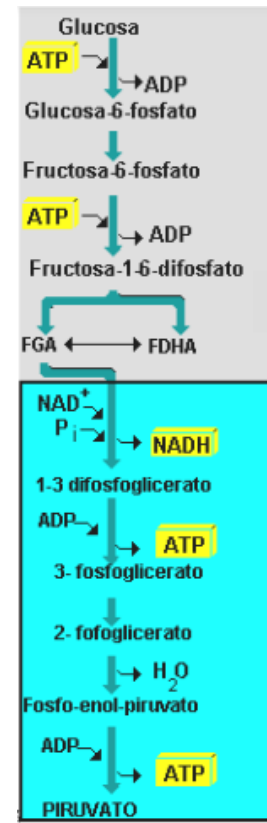 Glucosa
ATP
ADP
Glucosa-6-fosfato
Fructosa-6-fosfato
ATP
ADP
Fructosa-1-6-difosfato
FGA FDHA
NAD+
Pi
NADH
1-3 difosfoglicerato
ADP
ATP
3- fosfoglicerato
2- fofoglicerato
H2O
Fosfo-enol-piruvato
ADP
ATP
PIRUVATO